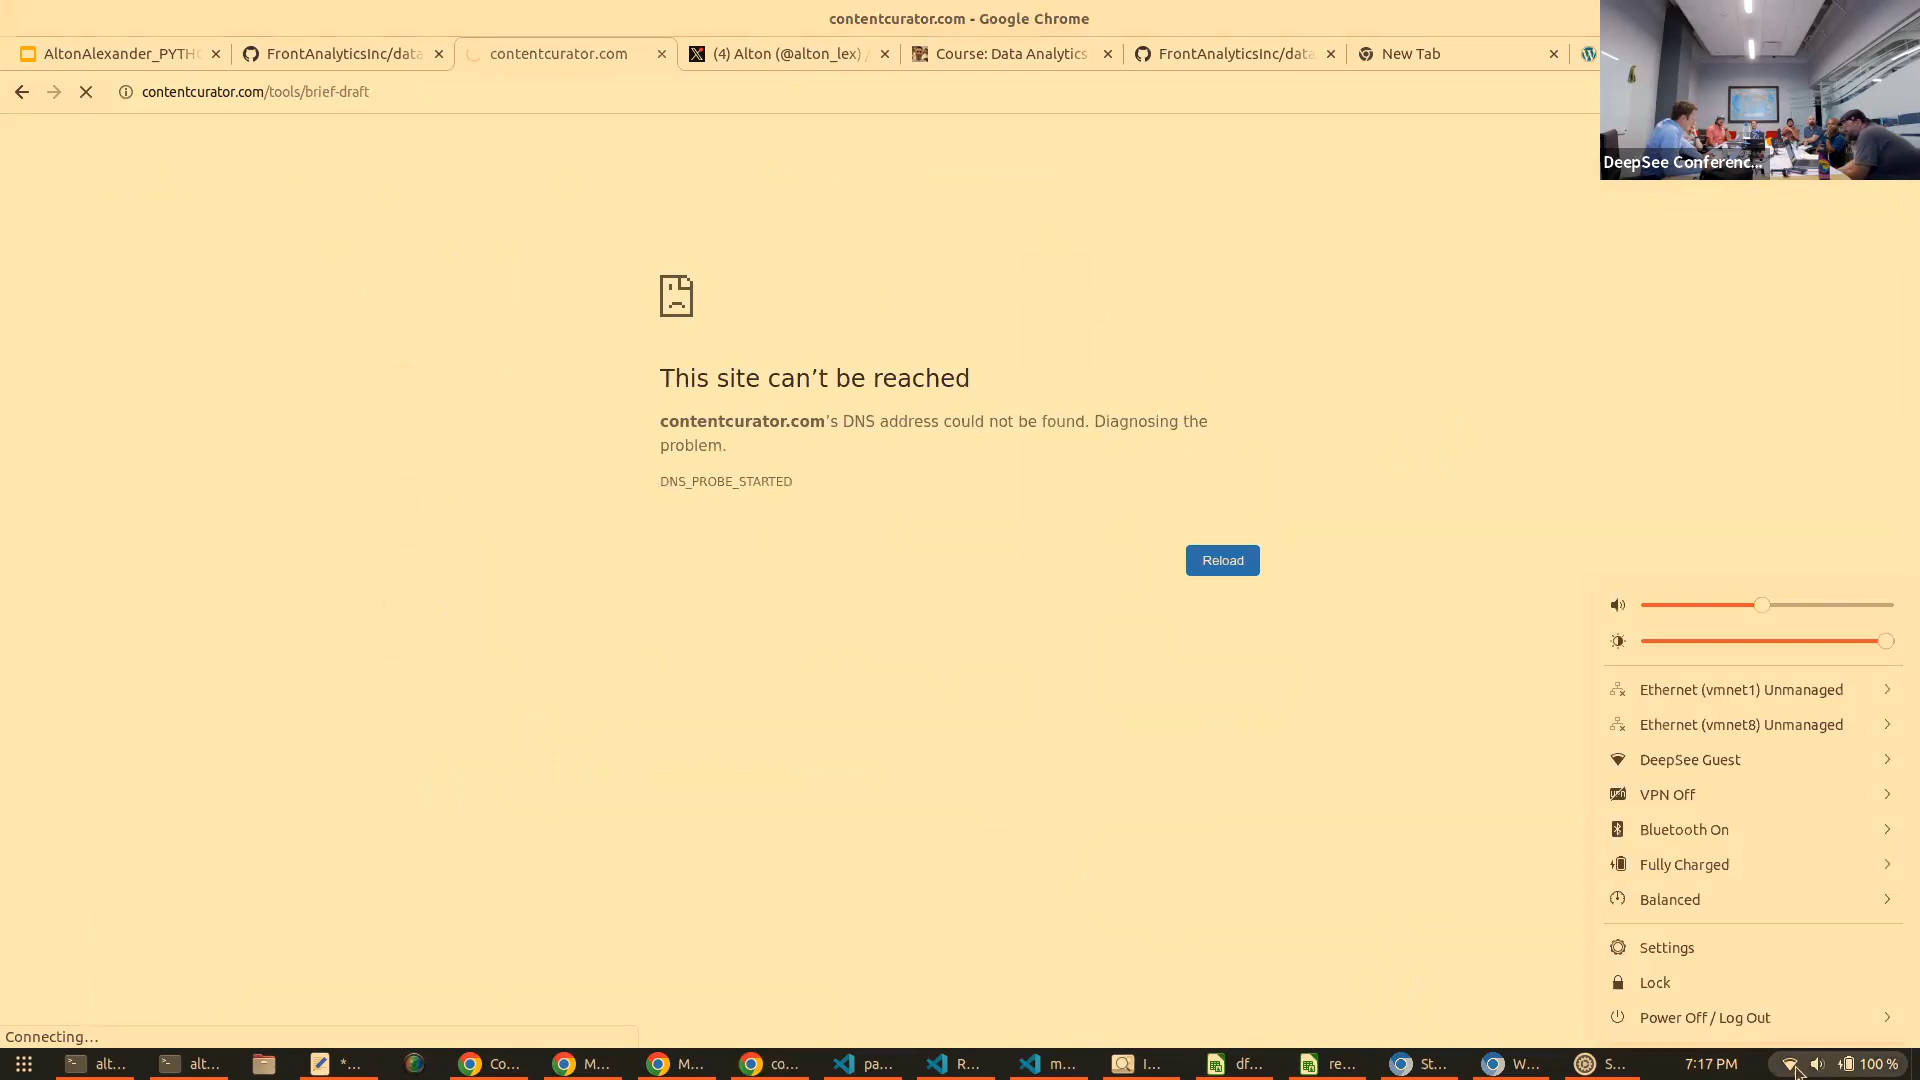 contentcurator.com - Google Chrome
AltonAlexander_PYTHO
FrontAnalyticsInc/data
contentcurator.com
(4) Alton (@alton_lex) /
Course: Data Analytics
FrontAnalyticsInc/data
New Tab
contentcurator.com/tools/brief-draft
DeepSee Conferenc...
This site can’t be reached
contentcurator.com’s DNS address could not be found. Diagnosing the
problem.
DNS_PROBE_STARTED
Reload
Ethernet (vmnet1) Unmanaged
Ethernet (vmnet8) Unmanaged
DeepSee Guest
VPN Off
Bluetooth On
Fully Charged
Balanced
Settings
Lock
Power Off / Log Out
Connecting...
alt... alt... *... Co... M... M... co... pa... R... m... I... df... re... St... W... S... 7:17 PM 100 %